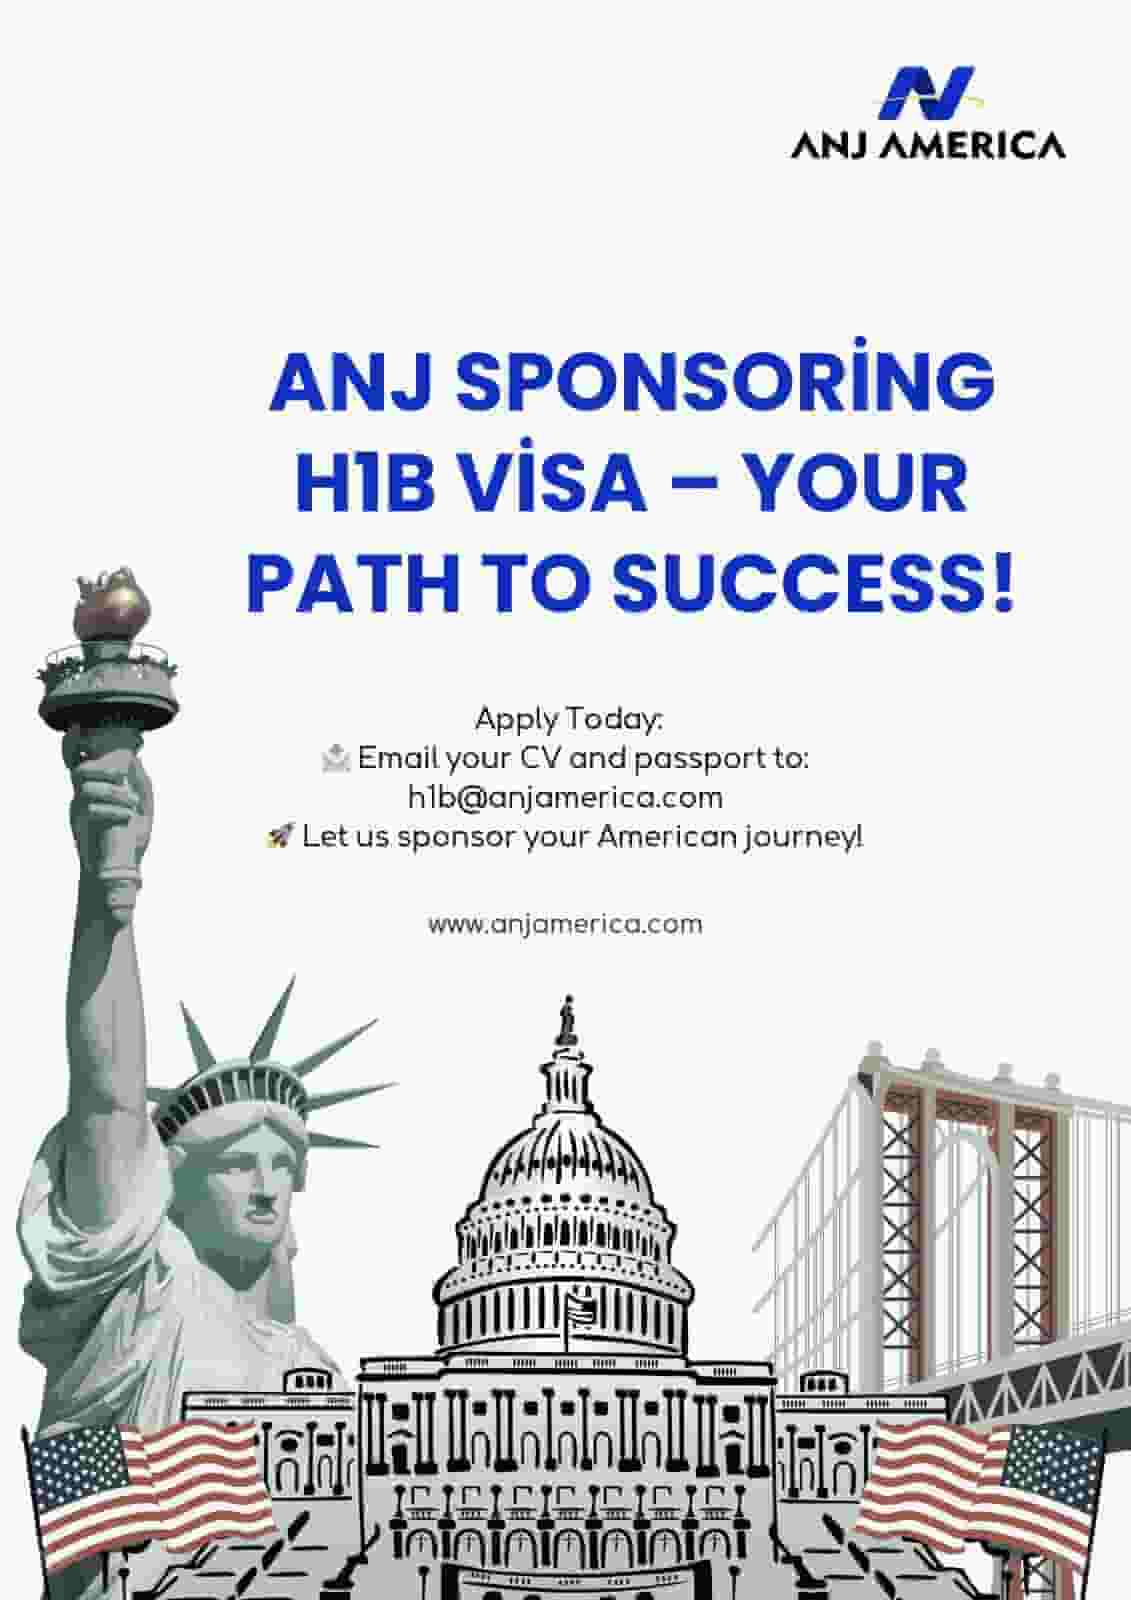 ANJ AMERICA
ANJ SPONSORİNG
H1B VİSA – YOUR
PATH TO SUCCESS!
Apply Today:
📩 Email your CV and passport to:
h1b@anjamerica.com
🚀 Let us sponsor your American journey!
www.anjamerica.com